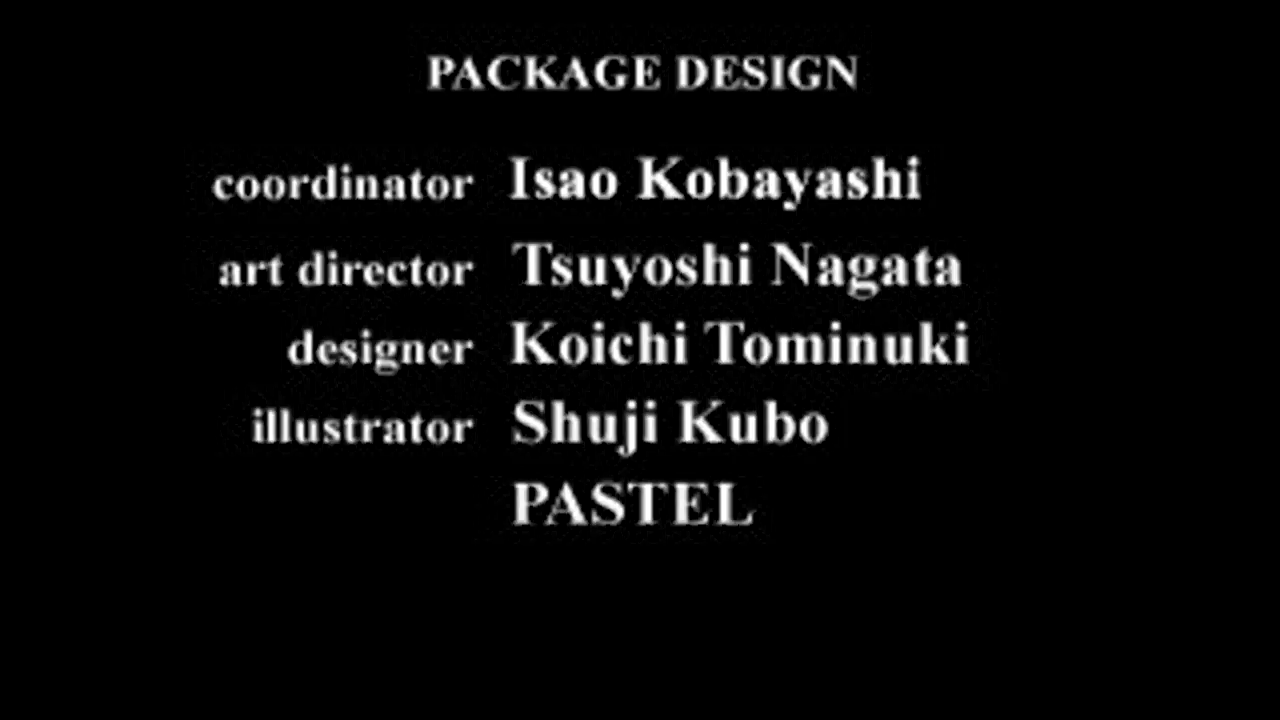 PACKAGE DESIGN
coordinator Isao Kobayashi
art director Tsuyoshi Nagata
designer Koichi Tominuki
illustrator Shuji Kubo
PASTEL